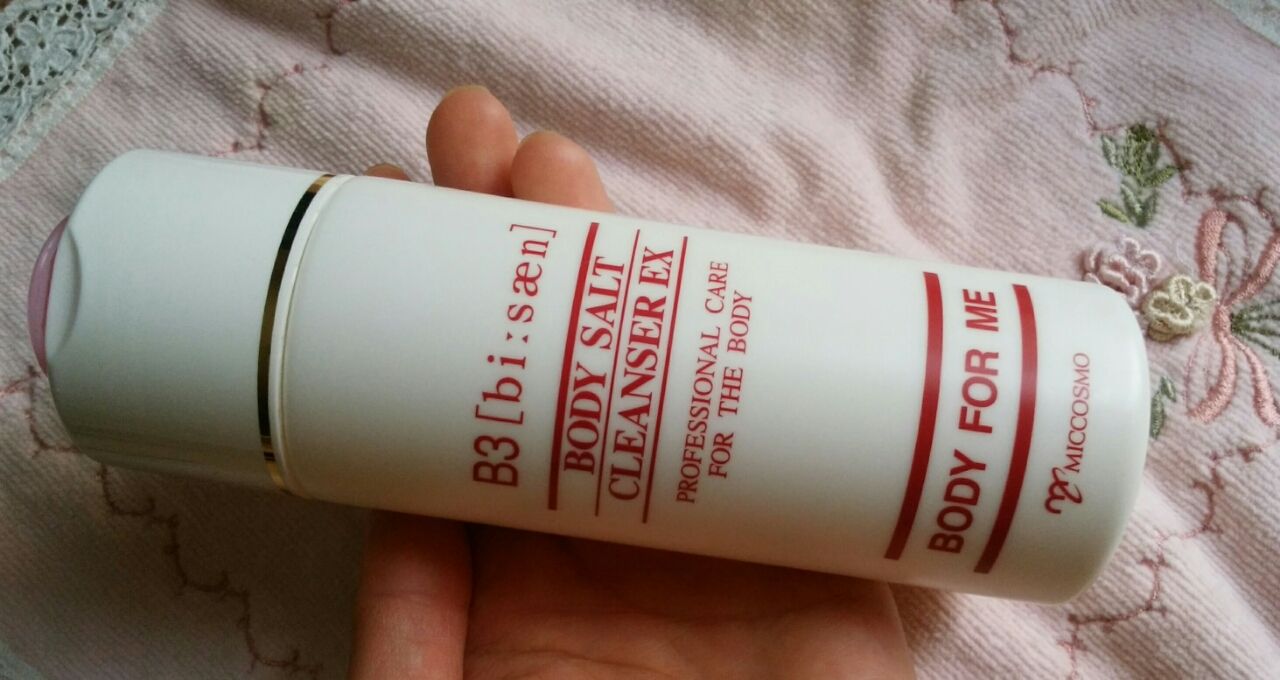 B3[bi:sæn]
BODY SALT
CLEANSER EX
PROFESSIONAL CARE
FOR THE BODY
BODY FOR ME
MICCOSMO